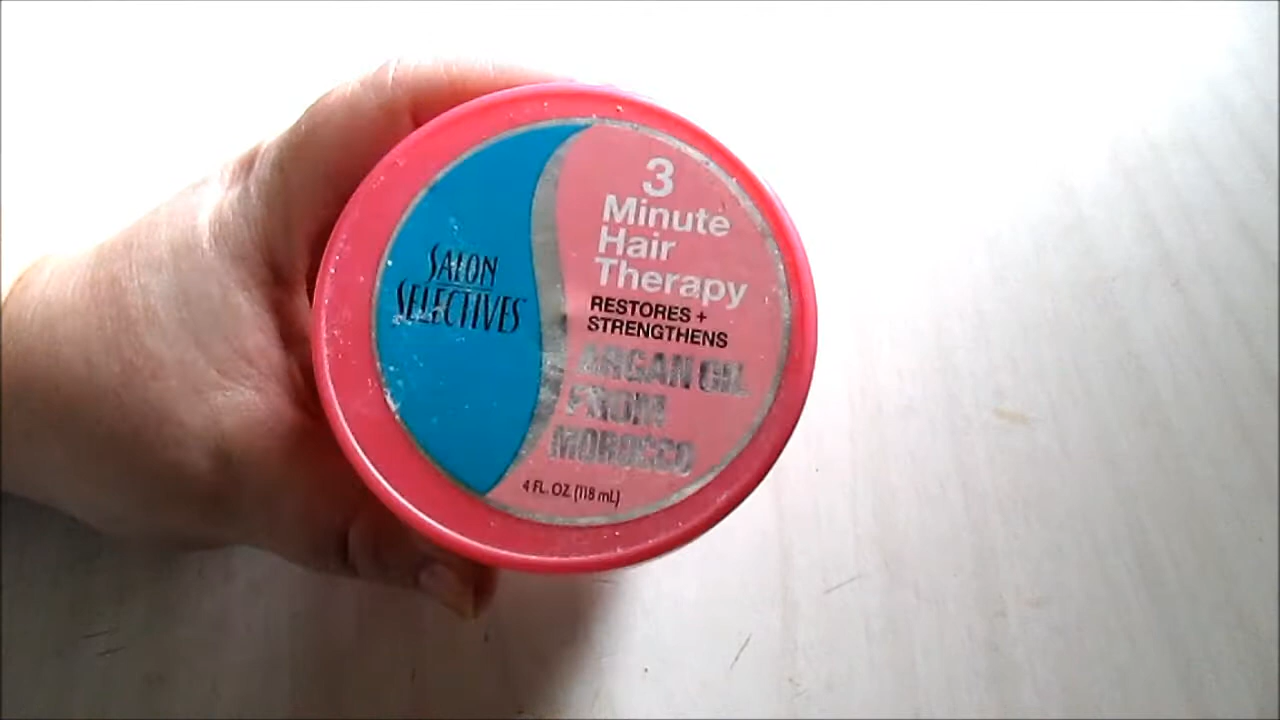 SALON
SELECTIVES
3
Minute
Hair
Therapy
RESTORES +
STRENGTHENS
ARGAN OIL
FROM
MOROCCO
4 FL. OZ. (118 mL)